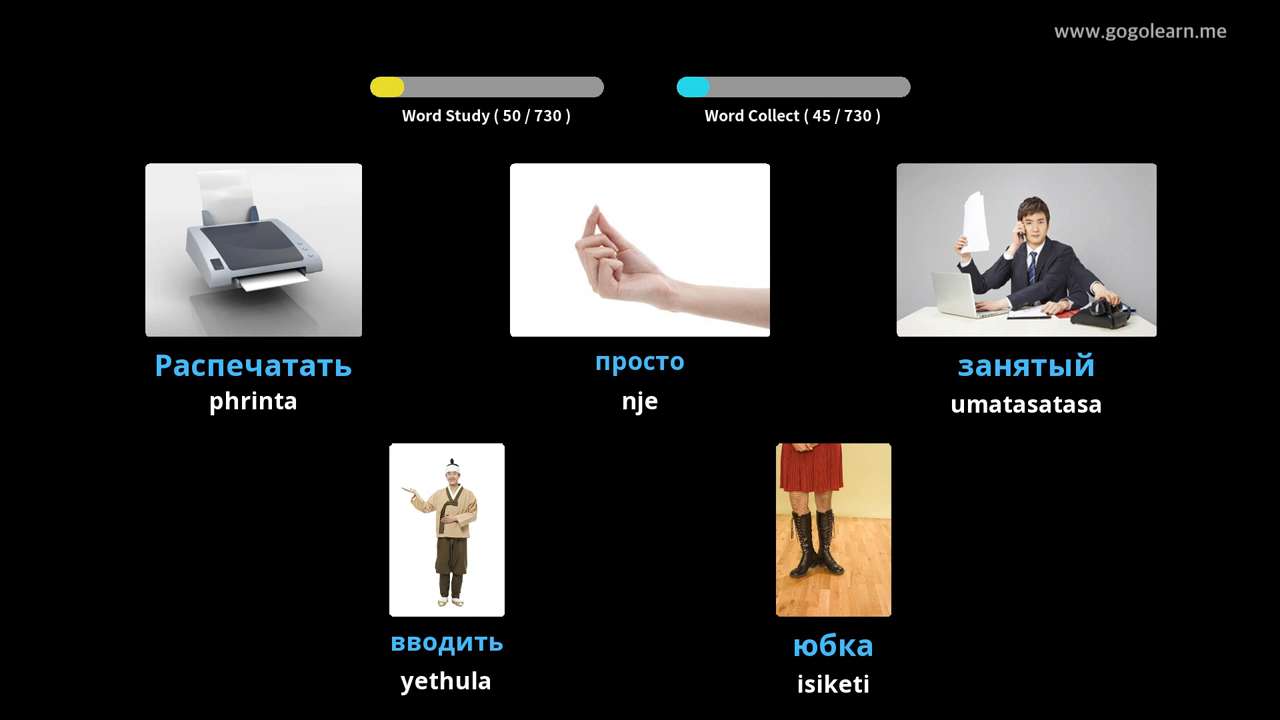 www.gogolearn.me
Word Study ( 50 / 730 )
Word Collect ( 45 / 730 )
Распечатать
phrinta
просто
nje
занятый
umatasatasa
вводить
yethula
юбка
isiketi